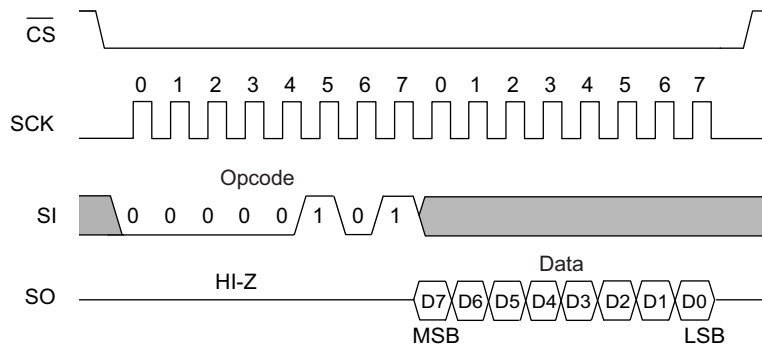 CS
0 1 2 3 4 5 6 7 0 1 2 3 4 5 6 7
SCK
Opcode
SI 0 0 0 0 0 1 0 1
HI-Z
Data
SO D7 D6 D5 D4 D3 D2 D1 D0
MSB LSB